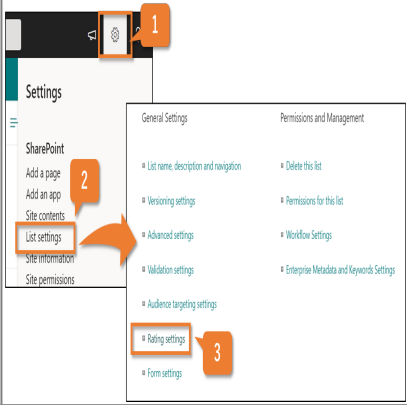 1
Settings
SharePoint
Add a page
2
Add an app
Site contents
List settings
Site information
Site permissions
General Settings
List name, description and navigation
Versioning settings
Advanced settings
Validation settings
Audience targeting settings
Rating settings
3
Form settings
Permissions and Management
Delete this list
Permissions for this list
Workflow Settings
Enterprise Metadata and Keywords Settings